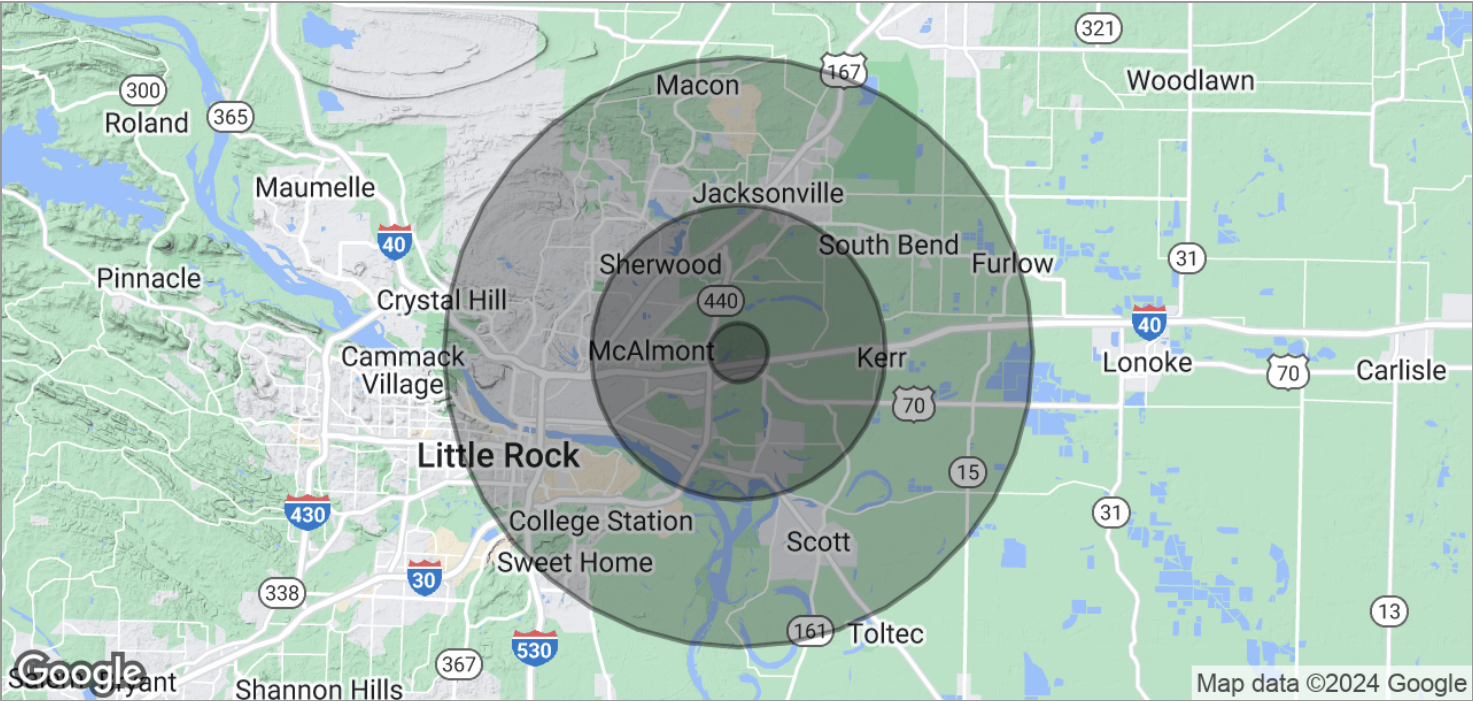 321
167
Macon
Woodlawn
300
365
Roland
Maumelle
Jacksonville
40
South Bend
31
Sherwood
Furlow
Pinnacle
Crystal Hill
440
40
McAlmont
Kerr
Cammack
Village
Lonoke
70
Carlisle
70
Little Rock
15
430
31
College Station
Scott
Sweet Home
30
338
13
161
Toltec
530
367
Google
Shannon Hills
Map data ©2024 Google